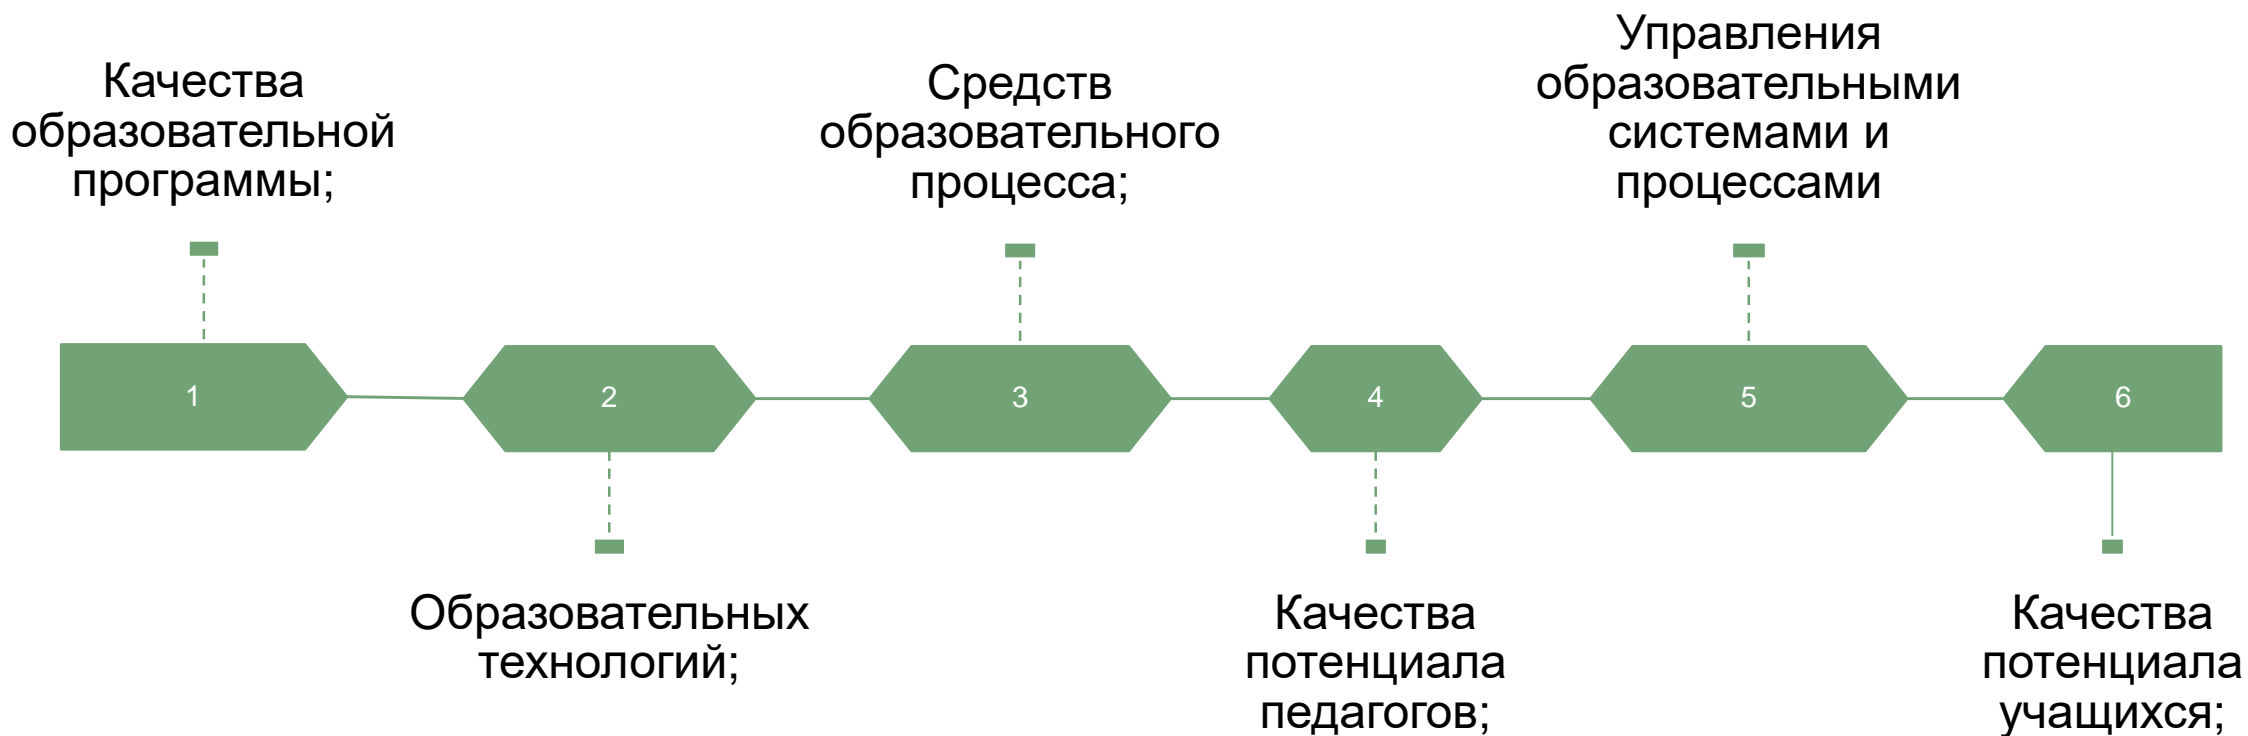 Качества
образовательной
программы;
Средств
образовательного
процесса;
Управления
образовательными
системами и
процессами
1
2
3
4
5
6
Образовательных
технологий;
Качества
потенциала
педагогов;
Качества
потенциала
учащихся;